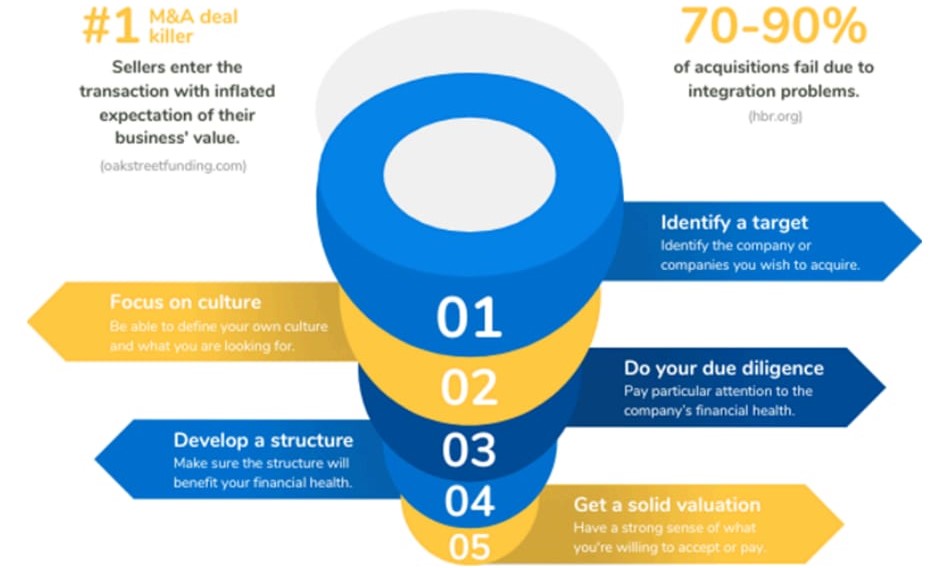 #1 M&A deal
killer
Sellers enter the
transaction with inflated
expectation of their
business' value.
(oakstreetfunding.com)
70-90%
of acquisitions fail due to
integration problems.
(hbr.org)
Identify a target
Identify the company or
companies you wish to acquire.
01
Focus on culture
Be able to define your own culture
and what you are looking for.
02
Do your due diligence
Pay particular attention to the
company's financial health.
03
Develop a structure
Make sure the structure will
benefit your financial health.
04
Get a solid valuation
Have a strong sense of what
you're willing to accept or pay.
05